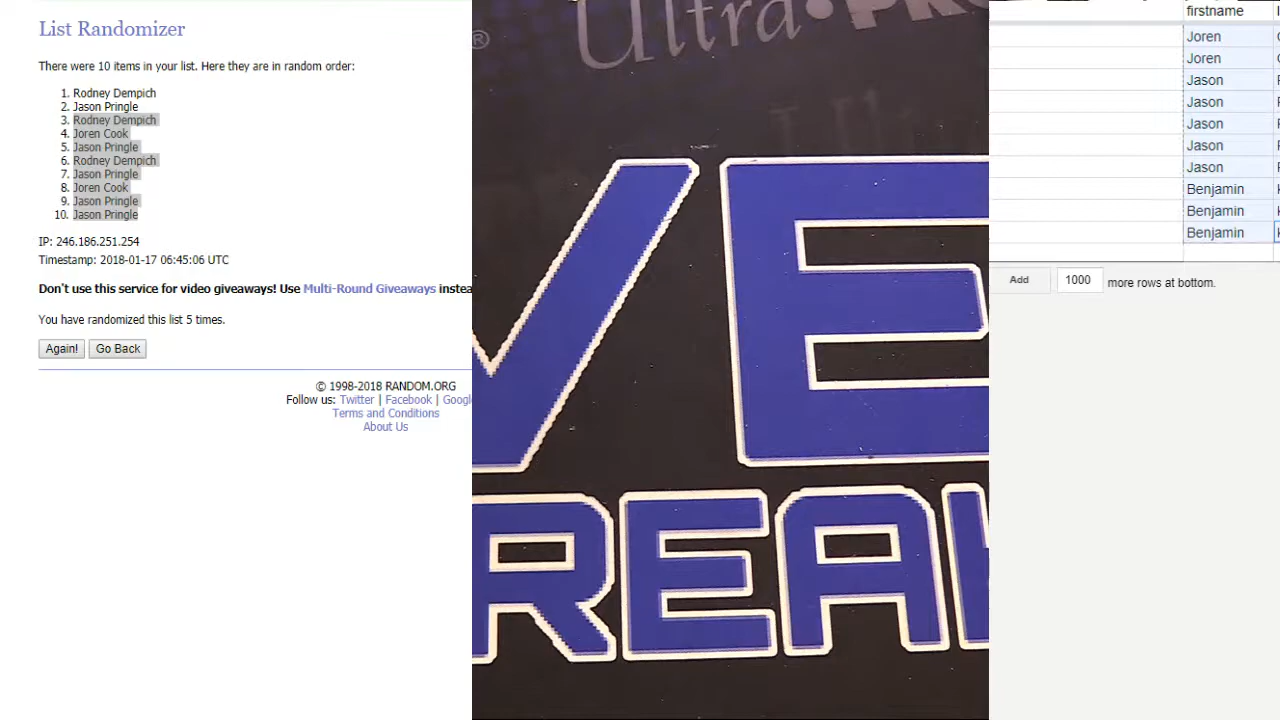 List Randomizer
There were 10 items in your list. Here they are in random order:
1. Rodney Dempich
2. Jason Pringle
3. Rodney Dempich
4. Joren Cook
5. Jason Pringle
6. Rodney Dempich
7. Jason Pringle
8. Joren Cook
9. Jason Pringle
10. Jason Pringle
IP: 246.186.251.254
Timestamp: 2018-01-17 06:45:06 UTC
Don't use this service for video giveaways! Use Multi-Round Giveaways
You have randomized this list 5 times.
Again! Go Back
© 1998-2018 RANDOM.ORG
Follow us: Twitter | Facebook |
Terms and Conditions
About Us
® Ultra•PRO
VE
REA
firstname
Joren
Joren
Jason
Jason
Jason
Jason
Jason
Benjamin
Benjamin
Benjamin
Add 1000 more rows at bottom.